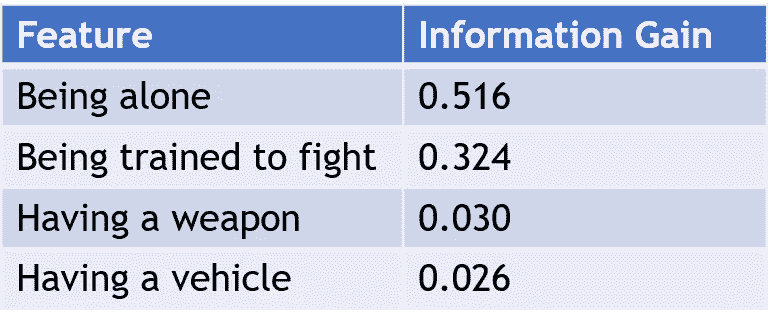 Feature Information Gain
Being alone 0.516
Being trained to fight 0.324
Having a weapon 0.030
Having a vehicle 0.026